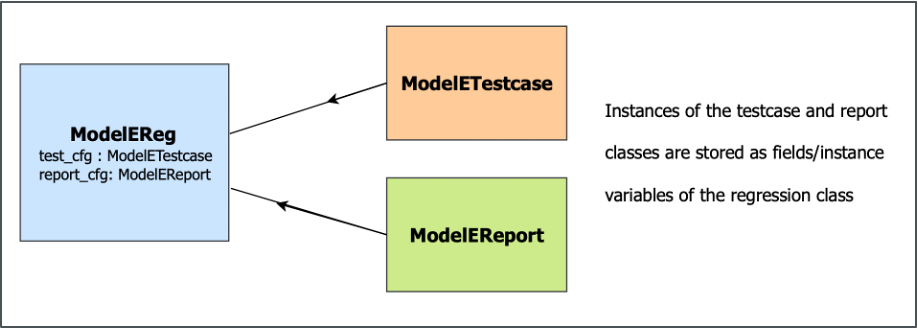 ModelEReg
test_cfg : ModelETestcase
report_cfg: ModelEReport
ModelETestcase
ModelEReport
Instances of the testcase and report
classes are stored as fields/instance
variables of the regression class